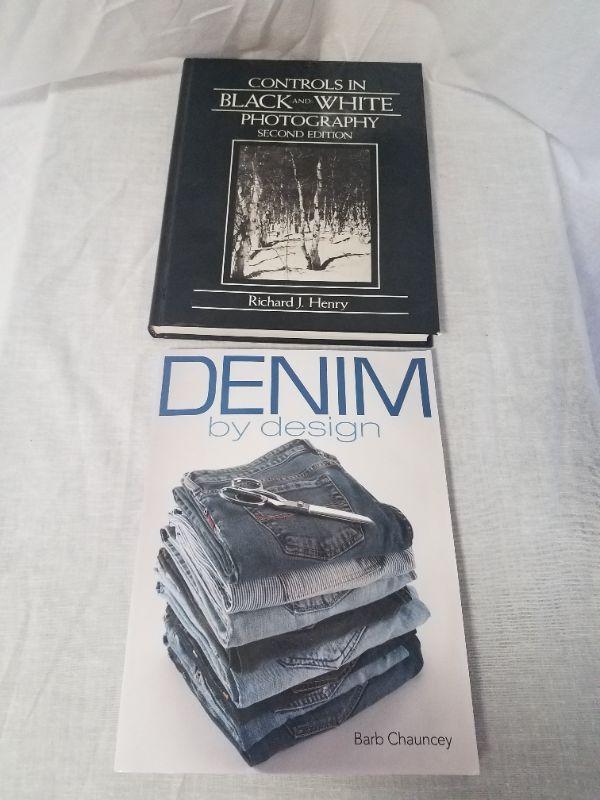 CONTROLS IN
BLACK AND WHITE
PHOTOGRAPHY
SECOND EDITION
Richard J. Henry
DENIM
by design
Barb Chauncey